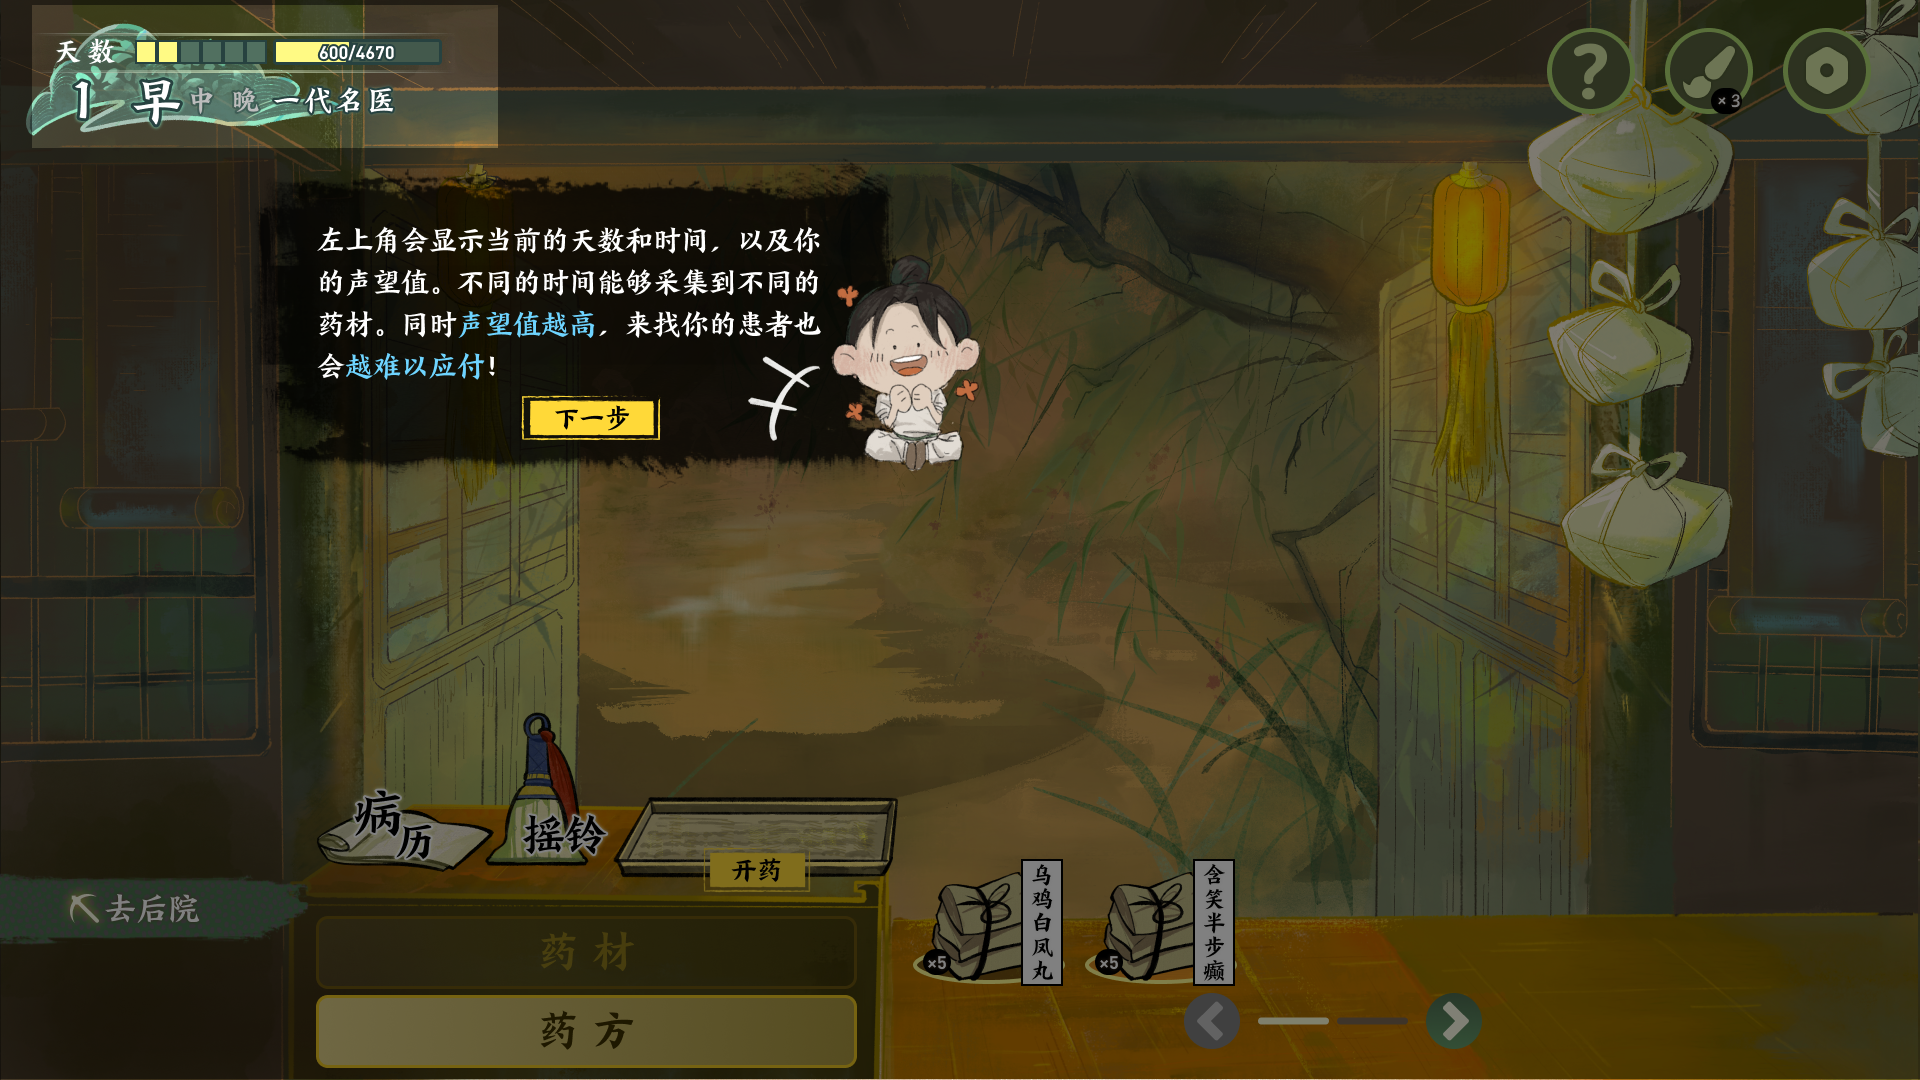 天数
600/4670
1 早 中 晚 一代名医
×3
左上角会显示当前的天数和时间，以及你
的声望值。不同的时间能够采集到不同的
药材。同时声望值越高，来找你的患者也
会越难以应付！
下一步
病历
摇铃
开药
去后院
药材
药方
×5
乌鸡白凤丸
×5
含笑半步癫